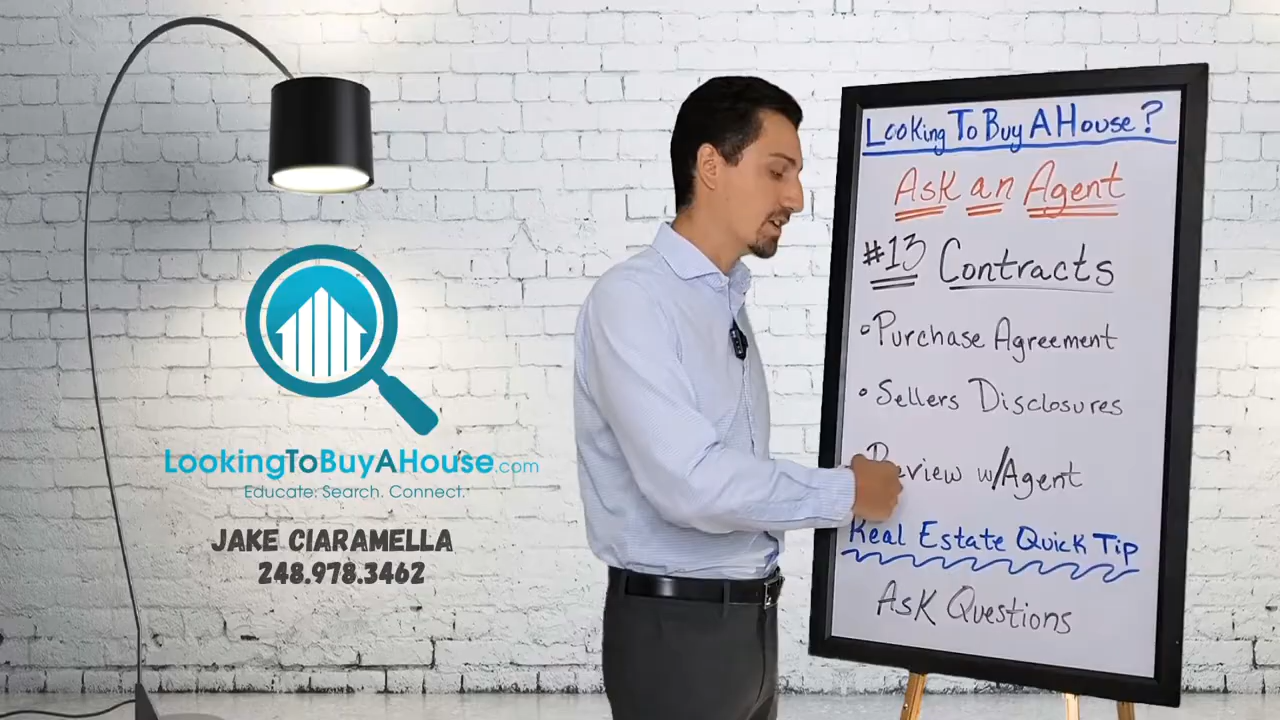 LookingToBuyAHouse.com
Educate. Search. Connect.
JAKE CIARAMELLA
248.978.3462
Looking To Buy A House?
Ask an Agent
#13 Contracts
Purchase Agreement
Sellers Disclosures
Review w/Agent
Real Estate Quick Tip
Ask Questions